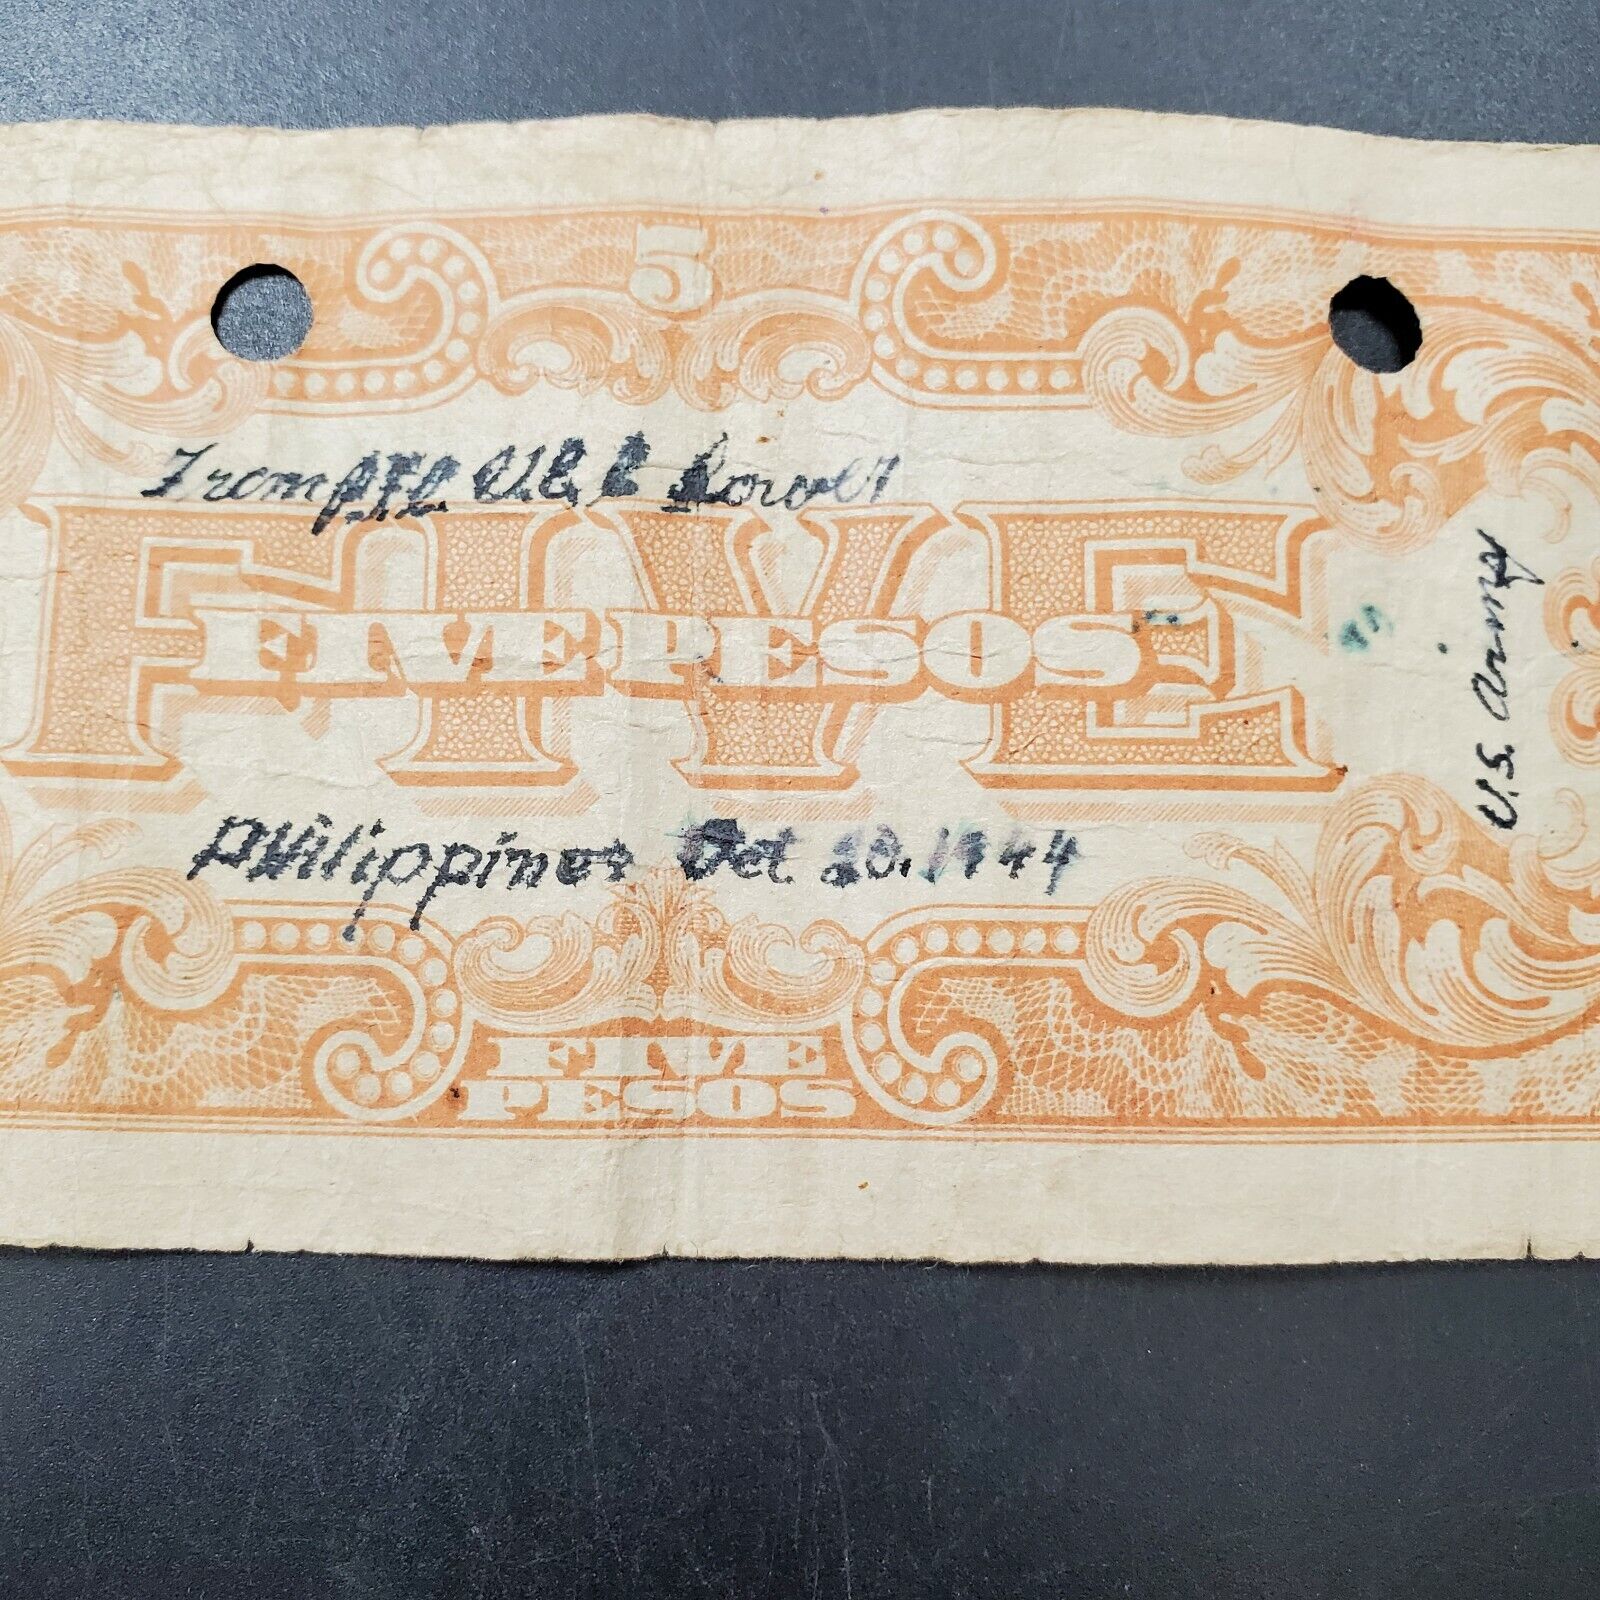 5
From Pfc
FIVE
FIVE PESOS
U.S. Army
Philippines Oct 20, 1944
FIVE
PESOS